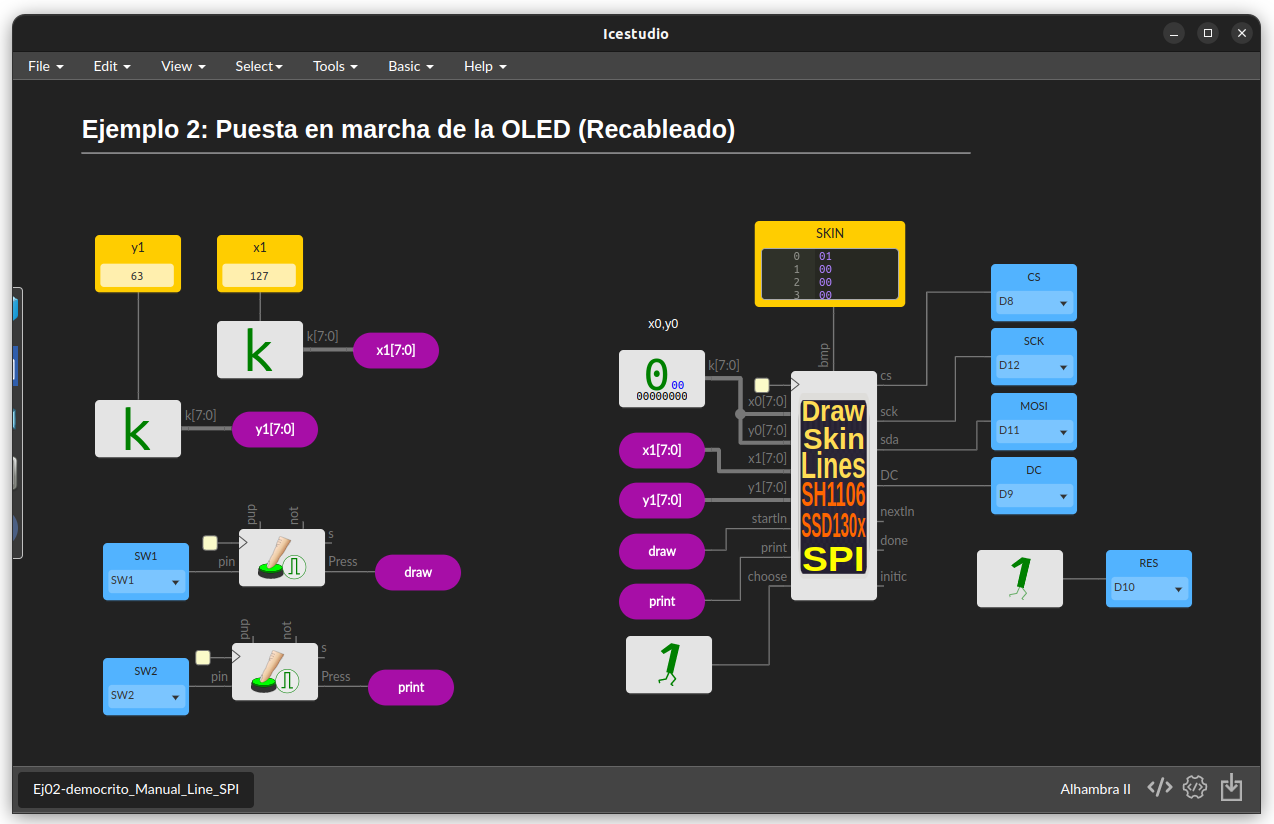 Icestudio
File Edit View Select Tools Basic Help
Ejemplo 2: Puesta en marcha de la OLED (Recableado)
y1
63
x1
127
k
k[7:0]
x1[7:0]
k
k[7:0]
y1[7:0]
SW1
SW1
pin
pup
not
s
Press
draw
SW2
SW2
pin
pup
not
s
Press
print
SKIN
0 01
1 00
2 00
3 00
x0,y0
0 00
00000000
k[7:0]
x1[7:0]
y1[7:0]
draw
print
1
bmp
x0[7:0]
y0[7:0]
x1[7:0]
y1[7:0]
startln
print
choose
Draw
Skin
Lines
SH1106
SSD130x
SPI
cs
sck
sda
DC
nextln
done
initic
CS
D8
SCK
D12
MOSI
D11
DC
D9
1
RES
D10
Ej02-democrito_Manual_Line_SPI
Alhambra II